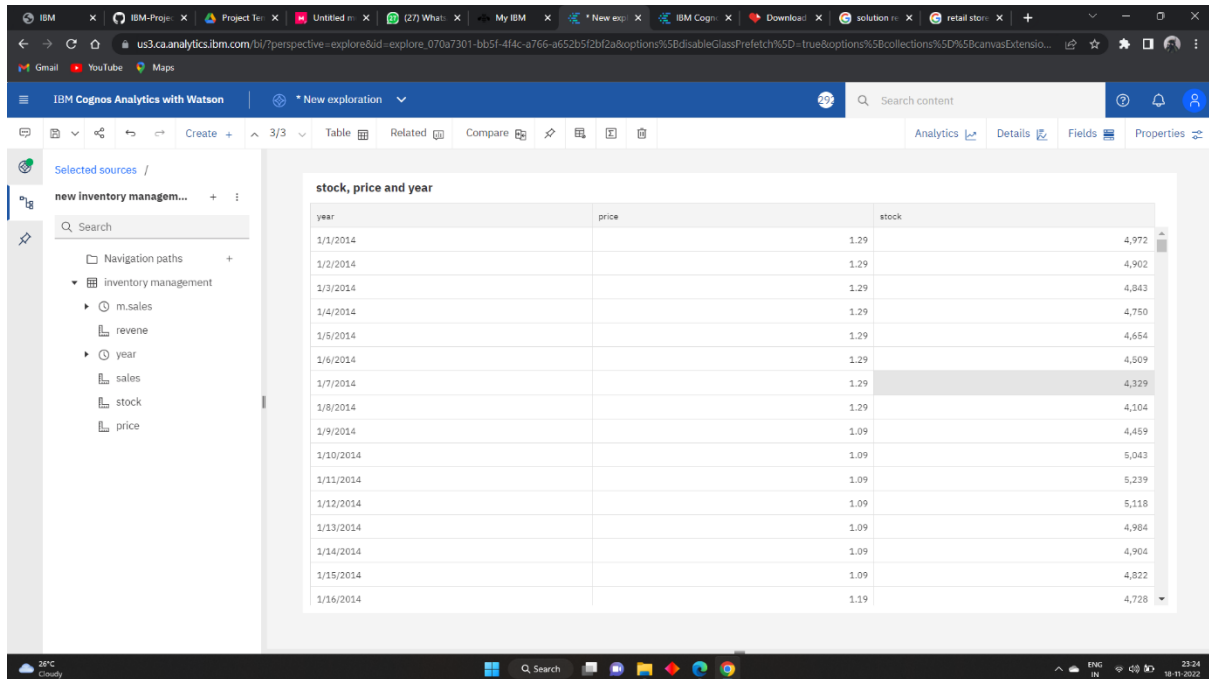 IBM IBM-Projec Project Ten Untitled m (27) Whats My IBM * New expl IBM Cogno Download solution re retail store
us3.ca.analytics.ibm.com/bi/?perspective=explore&id=explore_070a7301-bb5f-4f4c-a766-a652b5f2bf2a&options%5BdisableGlassPrefetch%5D=true&options%5Bcollections%5D%5BcanvasExtensio...
Gmail YouTube Maps
IBM Cognos Analytics with Watson * New exploration 292 Search content
Create + 3/3 Table Related Compare Analytics Details Fields Properties
Selected sources /
new inventory managem...
Search
Navigation paths
inventory management
m.sales
revene
year
sales
stock
price
stock, price and year
year price stock
1/1/2014 1.29 4,972
1/2/2014 1.29 4,902
1/3/2014 1.29 4,843
1/4/2014 1.29 4,750
1/5/2014 1.29 4,654
1/6/2014 1.29 4,509
1/7/2014 1.29 4,329
1/8/2014 1.29 4,104
1/9/2014 1.09 4,459
1/10/2014 1.09 5,043
1/11/2014 1.09 5,239
1/12/2014 1.09 5,118
1/13/2014 1.09 4,984
1/14/2014 1.09 4,904
1/15/2014 1.09 4,822
1/16/2014 1.19 4,728
26°C
Cloudy
Search
ENG
IN
23:24
18-11-2022